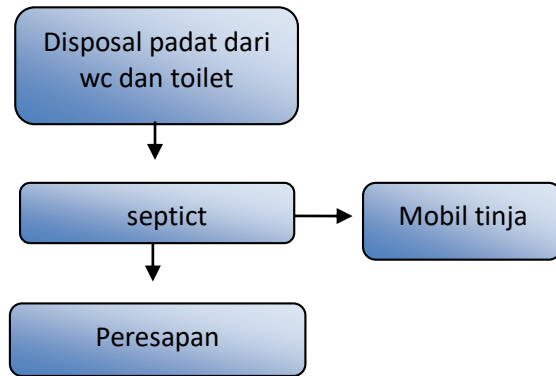 Disposal padat dari
wc dan toilet
septict
Mobil tinja
Peresapan